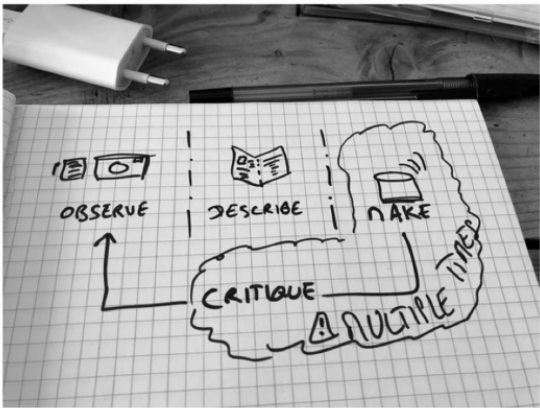 OBSERVE
DESCRIBE
MAKE
CRITIQUE
⚠ MULTIPLE TIMES